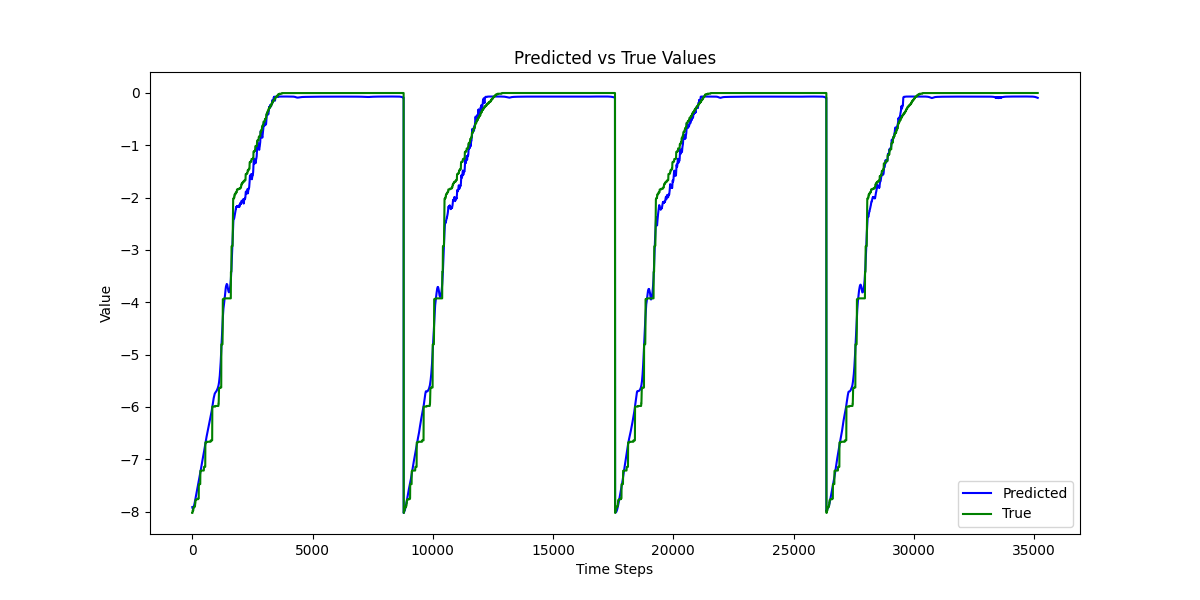 Predicted vs True Values
Value
0
−1
−2
−3
−4
−5
−6
−7
−8
0 5000 10000 15000 20000 25000 30000 35000
Time Steps
Predicted
True